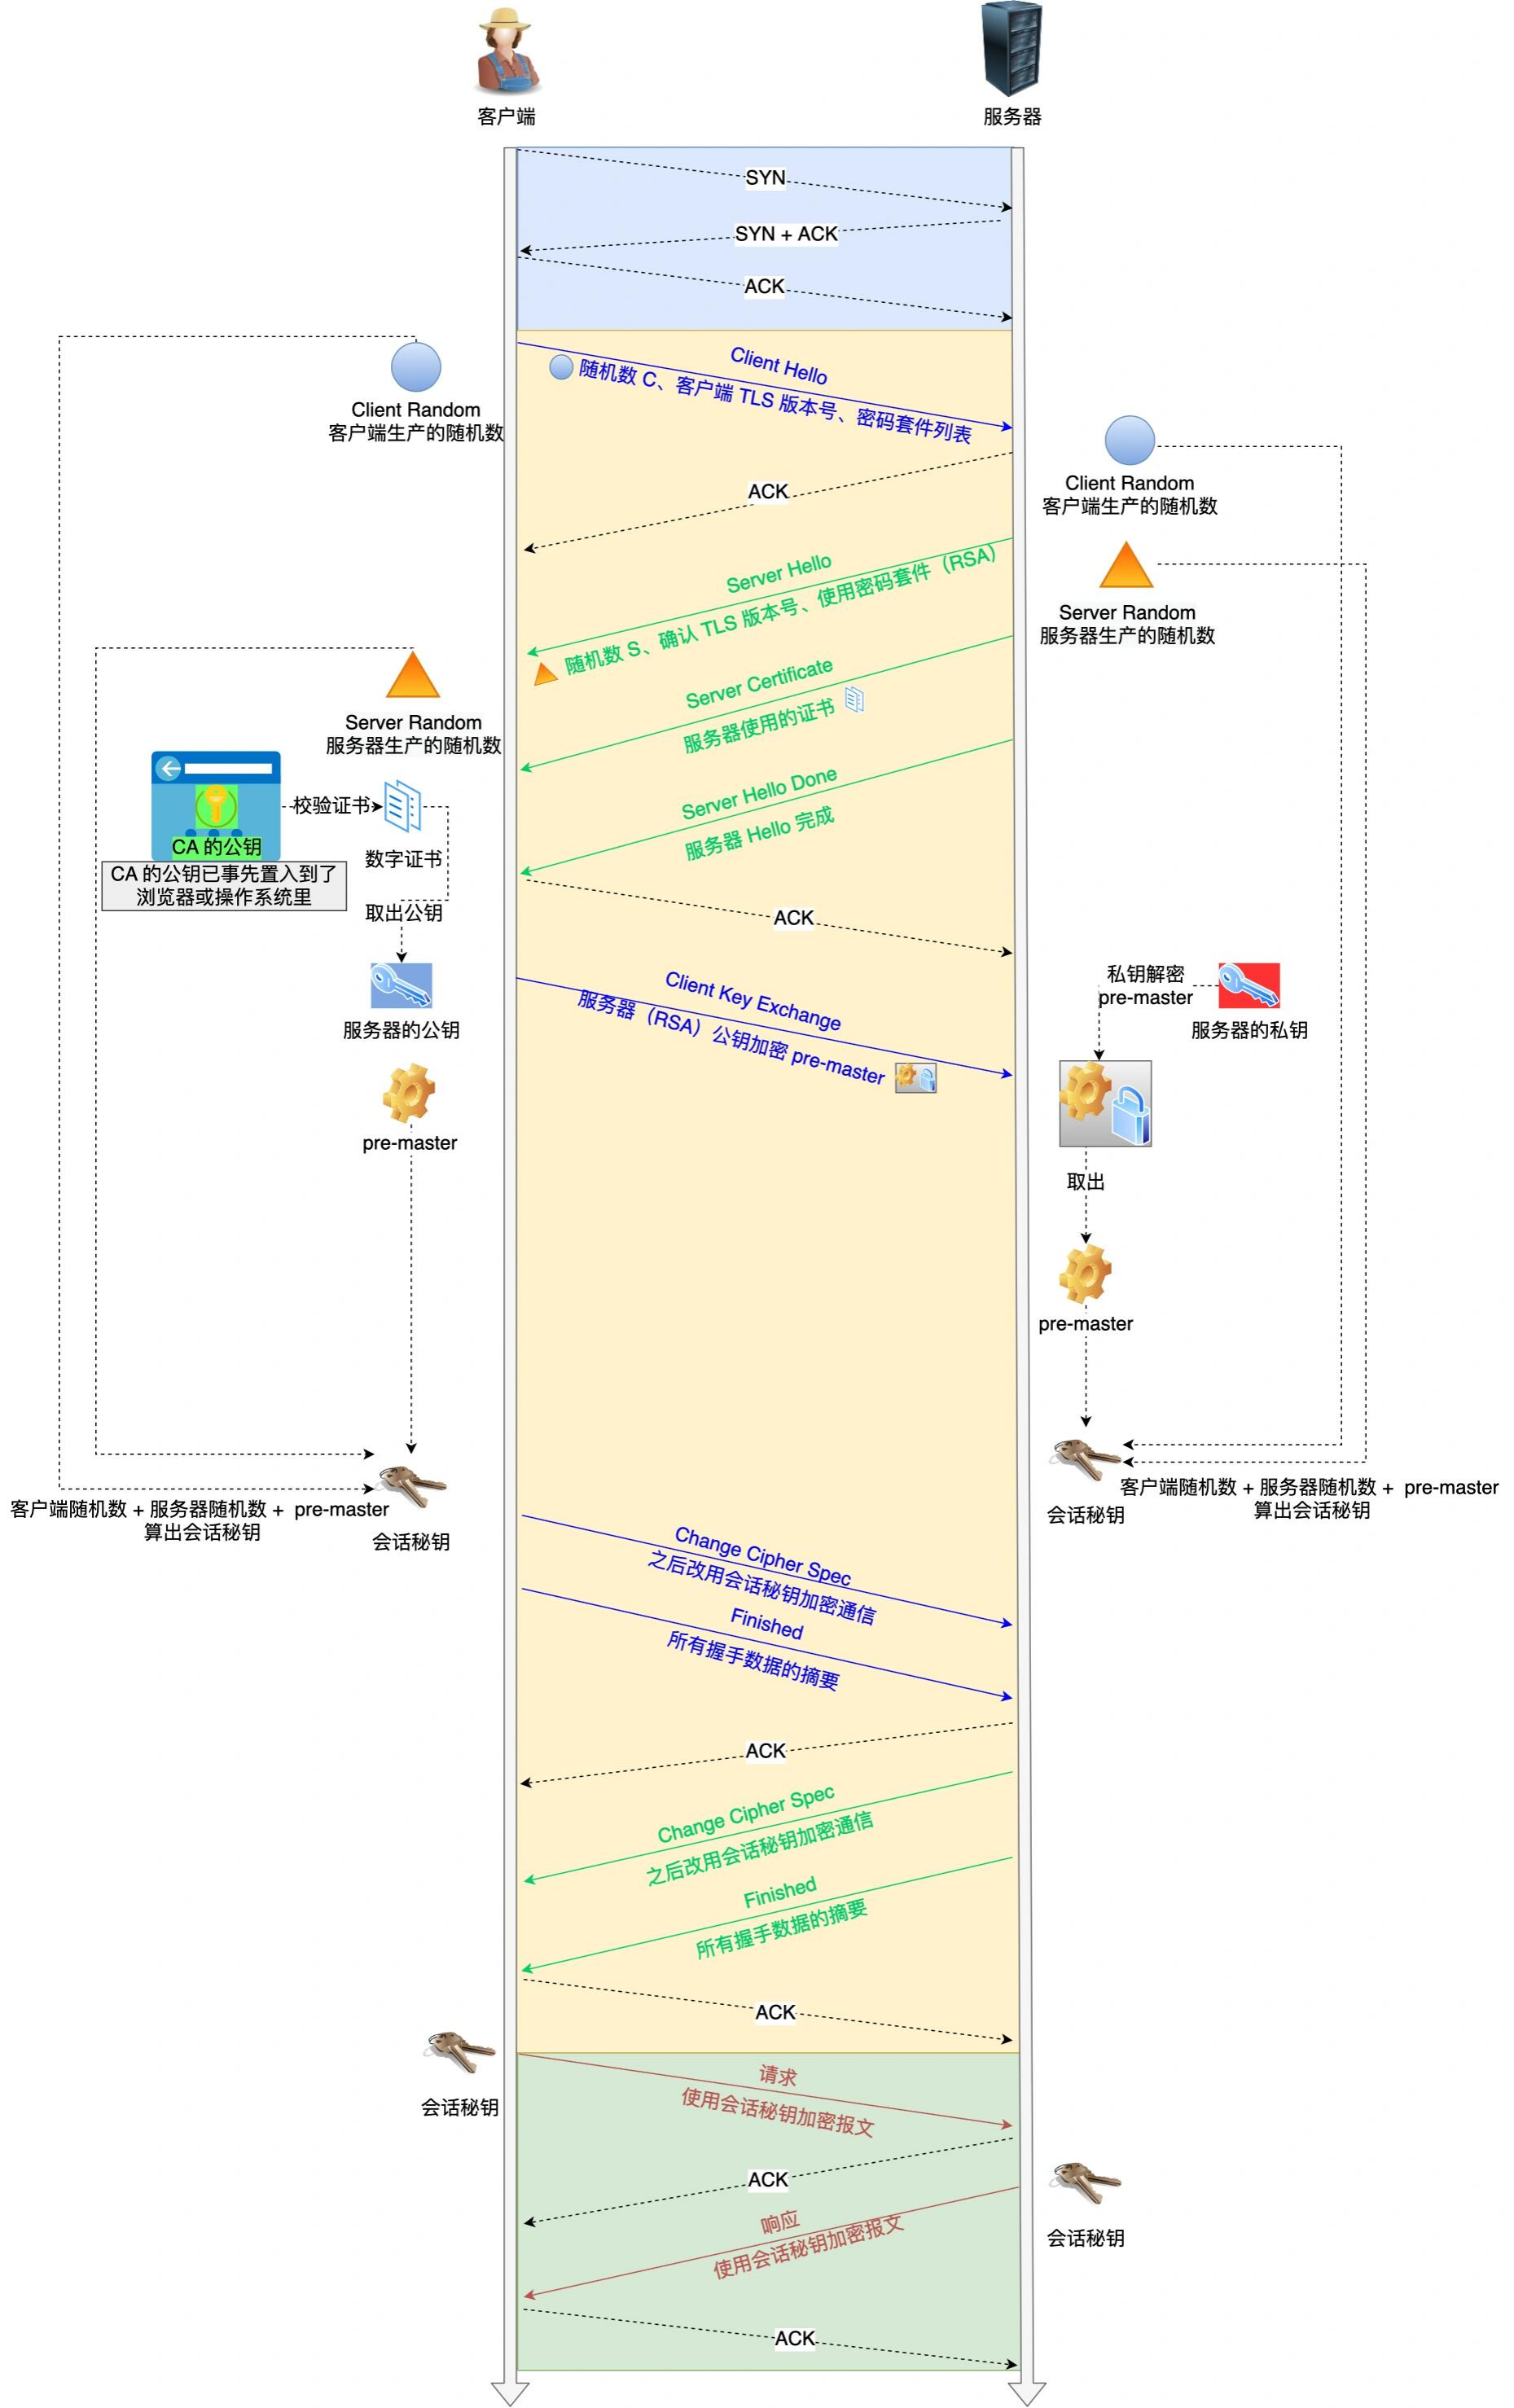 客户端
服务器
SYN
SYN + ACK
ACK
Client Hello
随机数 C、客户端 TLS 版本号、密码套件列表
Client Random
客户端生产的随机数
Client Random
客户端生产的随机数
ACK
Server Hello
随机数 S、确认 TLS 版本号、使用密码套件（RSA）
Server Random
服务器生产的随机数
Server Random
服务器生产的随机数
Server Certificate
服务器使用的证书
CA 的公钥
校验证书
数字证书
CA 的公钥已事先置入到了
浏览器或操作系统里
Server Hello Done
服务器 Hello 完成
取出公钥
ACK
服务器的公钥
Client Key Exchange
服务器（RSA）公钥加密 pre-master
私钥解密
pre-master
服务器的私钥
pre-master
取出
pre-master
客户端随机数 + 服务器随机数 + pre-master
算出会话秘钥
会话秘钥
会话秘钥
客户端随机数 + 服务器随机数 + pre-master
算出会话秘钥
Change Cipher Spec
之后改用会话秘钥加密通信
Finished
所有握手数据的摘要
ACK
Change Cipher Spec
之后改用会话秘钥加密通信
Finished
所有握手数据的摘要
ACK
会话秘钥
请求
使用会话秘钥加密报文
ACK
会话秘钥
响应
使用会话秘钥加密报文
ACK